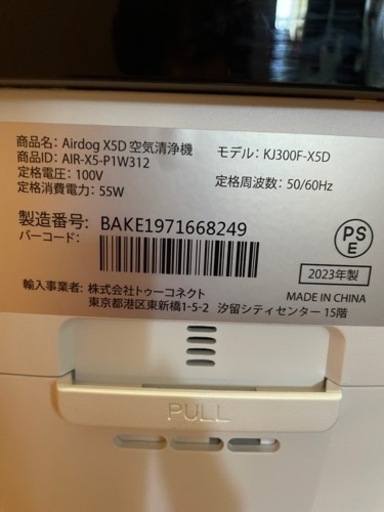 商品名: Airdog X5D 空気清浄機
モデル: KJ300F-X5D
商品ID: AIR-X5-P1W312
定格電圧: 100V
定格周波数: 50/60Hz
定格消費電力: 55W
製造番号: BAKE1971668249
バーコード:
PS
E
2023年製
輸入事業者: 株式会社トゥーコネクト
MADE IN CHINA
東京都港区東新橋1-5-2 汐留シティセンター 15階
PULL